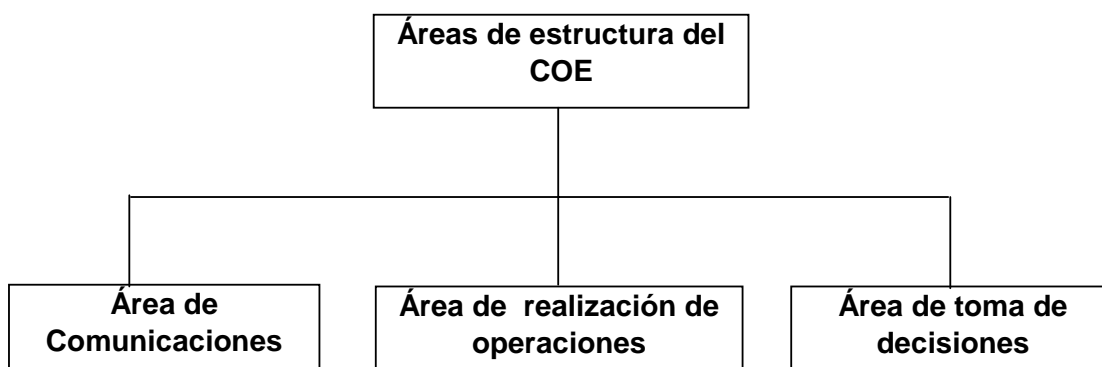 Áreas de estructura del
COE
Área de
Comunicaciones
Área de realización de
operaciones
Área de toma de
decisiones